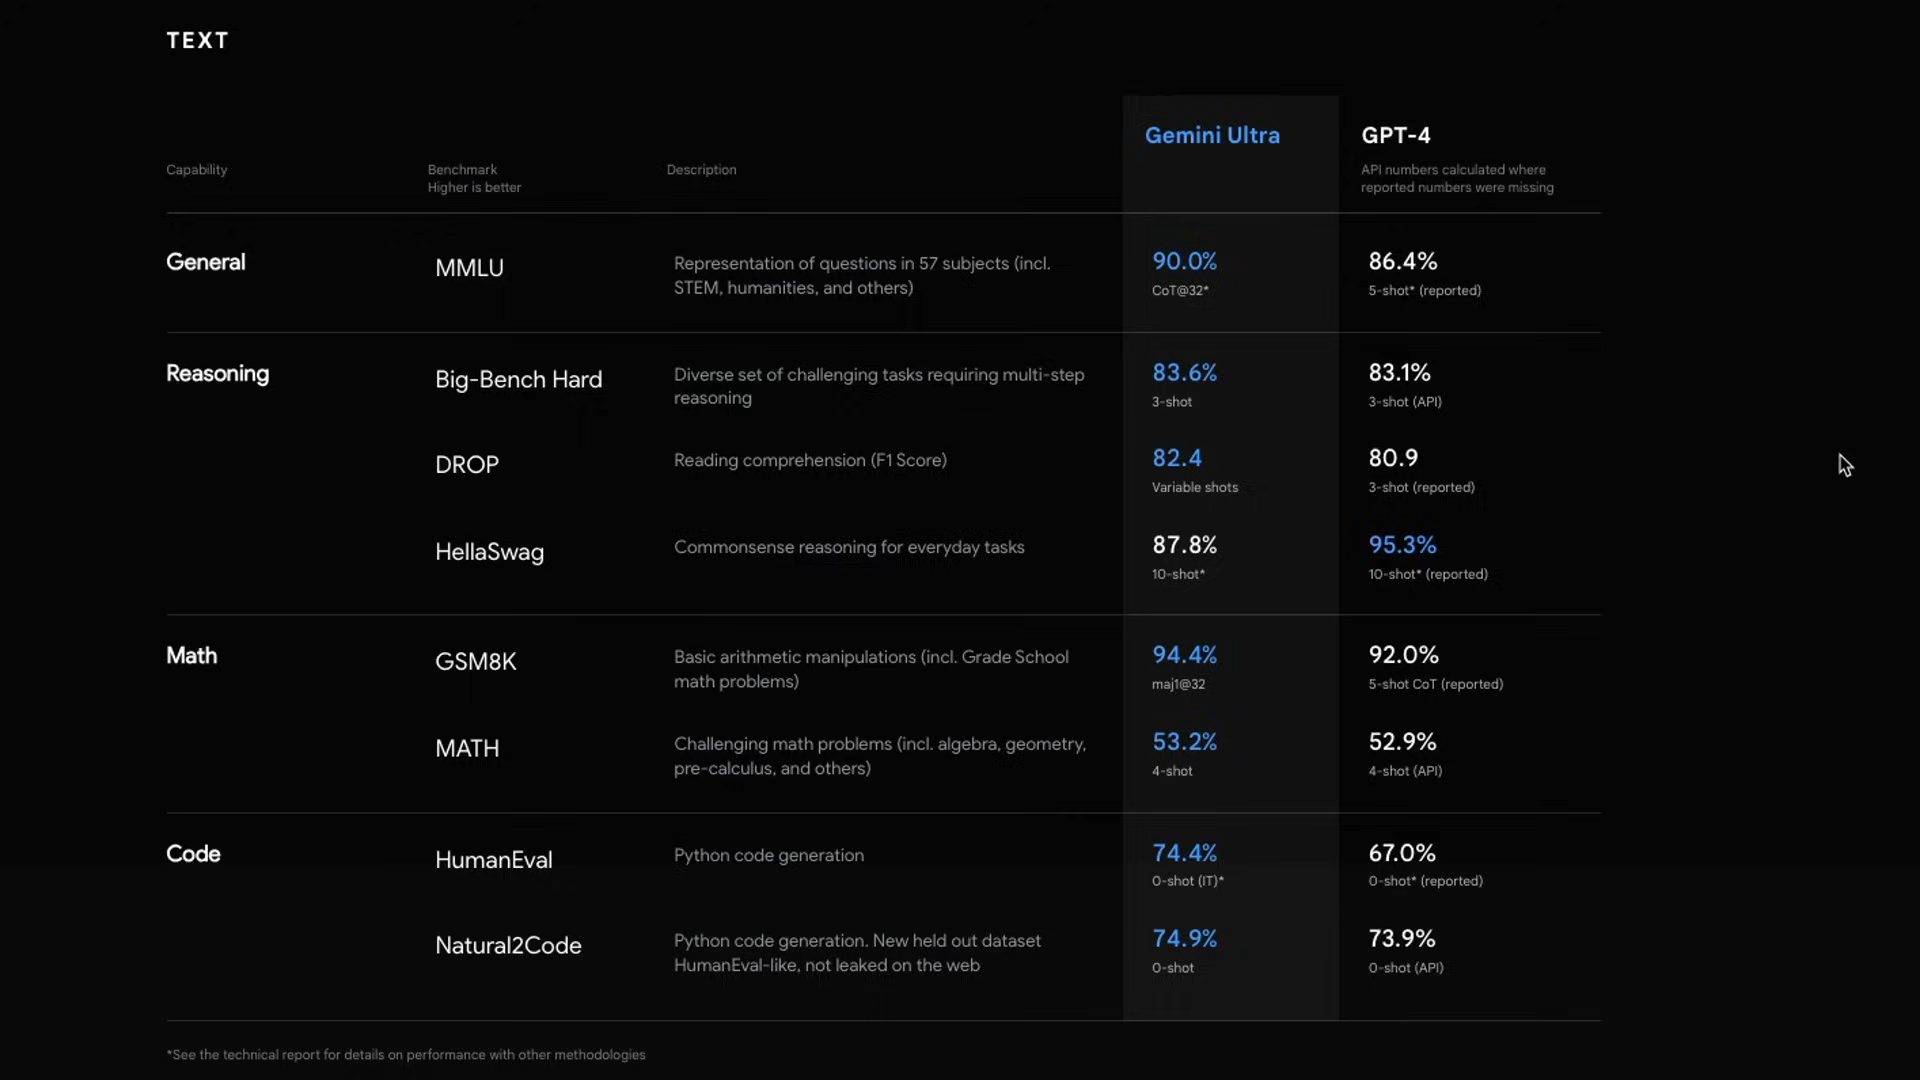 TEXT
Gemini Ultra
GPT-4
Capability
Benchmark
Higher is better
Description
API numbers calculated where
reported numbers were missing
General
MMLU
Representation of questions in 57 subjects (incl.
STEM, humanities, and others)
90.0%
CoT@32*
86.4%
5-shot* (reported)
Reasoning
Big-Bench Hard
Diverse set of challenging tasks requiring multi-step
reasoning
83.6%
3-shot
83.1%
3-shot (API)
DROP
Reading comprehension (F1 Score)
82.4
Variable shots
80.9
3-shot (reported)
HellaSwag
Commonsense reasoning for everyday tasks
87.8%
10-shot*
95.3%
10-shot* (reported)
Math
GSM8K
Basic arithmetic manipulations (incl. Grade School
math problems)
94.4%
maj1@32
92.0%
5-shot CoT (reported)
MATH
Challenging math problems (incl. algebra, geometry,
pre-calculus, and others)
53.2%
4-shot
52.9%
4-shot (API)
Code
HumanEval
Python code generation
74.4%
0-shot (IT)*
67.0%
0-shot* (reported)
Natural2Code
Python code generation. New held out dataset
HumanEval-like, not leaked on the web
74.9%
0-shot
73.9%
0-shot (API)
*See the technical report for details on performance with other methodologies